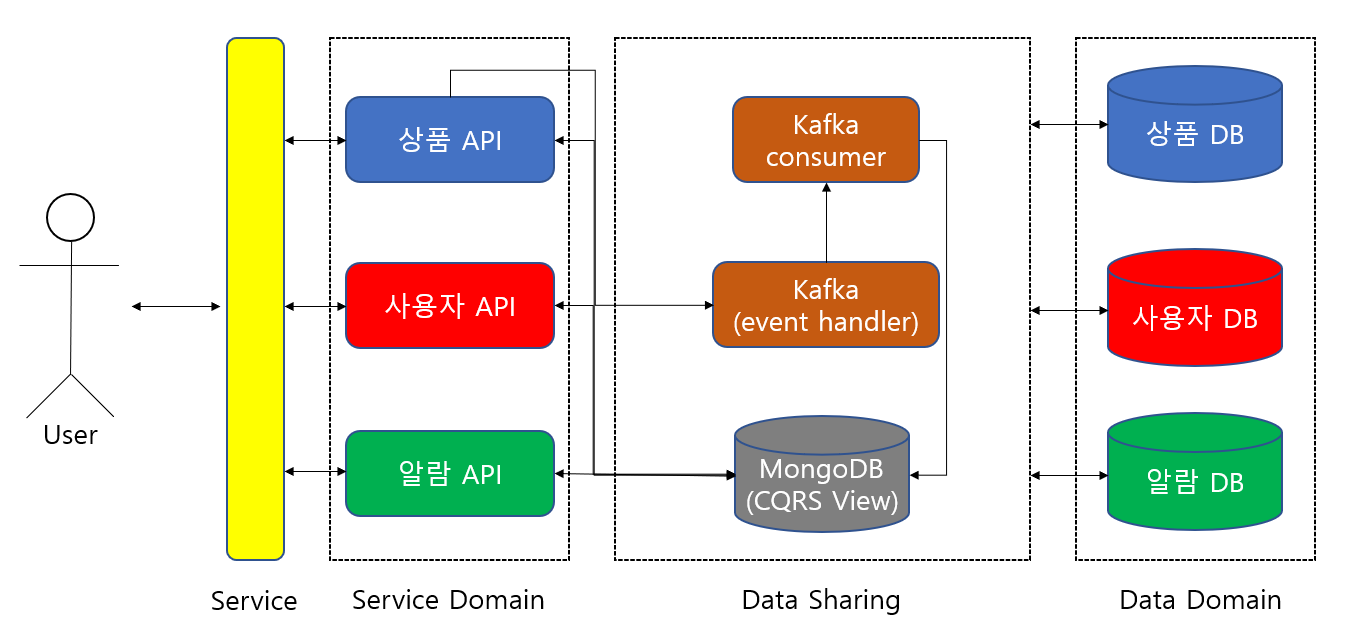 상품 API
Kafka
consumer
상품 DB
사용자 API
Kafka
(event handler)
사용자 DB
알람 API
MongoDB
(CQRS View)
알람 DB
User
Service
Service Domain
Data Sharing
Data Domain